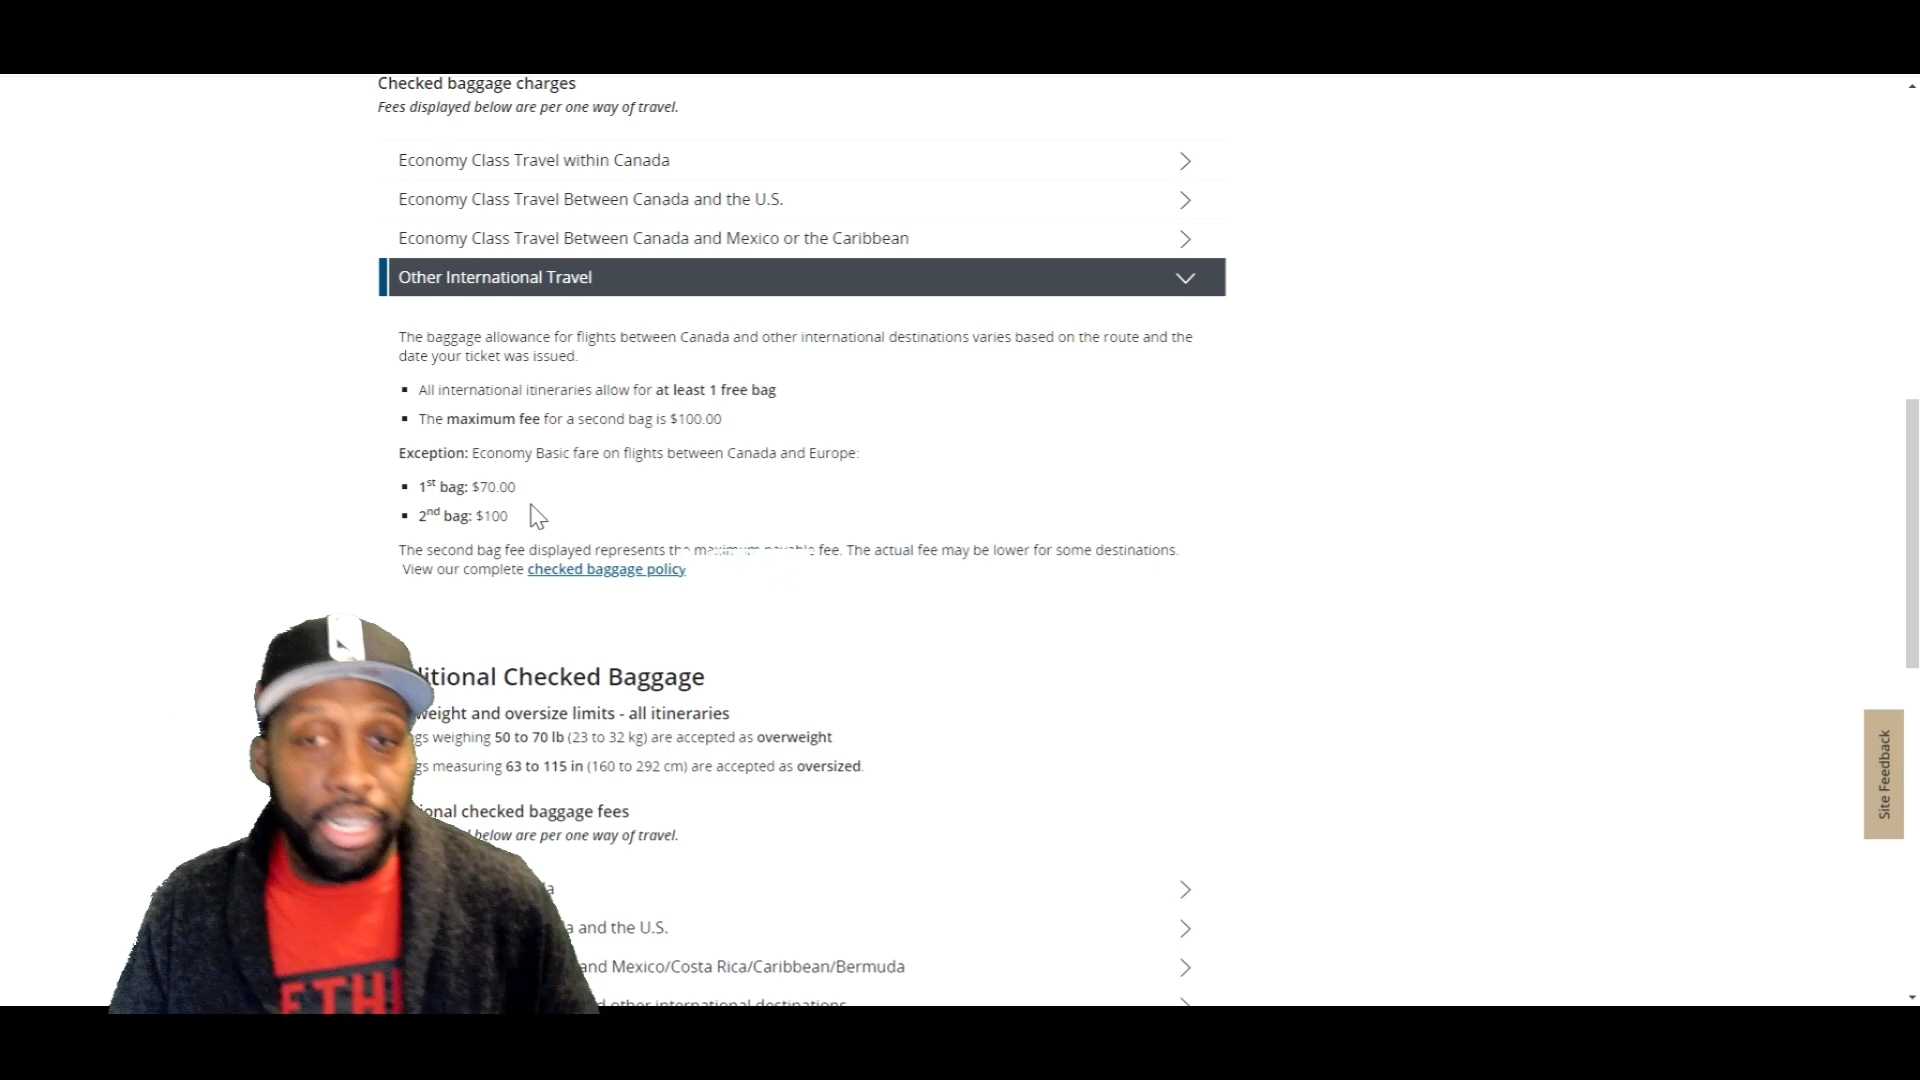 Checked baggage charges
Fees displayed below are per one way of travel.
Economy Class Travel within Canada
Economy Class Travel Between Canada and the U.S.
Economy Class Travel Between Canada and Mexico or the Caribbean
Other International Travel
The baggage allowance for flights between Canada and other international destinations varies based on the route and the
date your ticket was issued.
▪ All international itineraries allow for at least 1 free bag
▪ The maximum fee for a second bag is $100.00
Exception: Economy Basic fare on flights between Canada and Europe:
▪ 1st bag: $70.00
▪ 2nd bag: $100
The second bag fee displayed represents the maximum payable fee. The actual fee may be lower for some destinations.
View our complete checked baggage policy
itional Checked Baggage
weight and oversize limits - all itineraries
gs weighing 50 to 70 lb (23 to 32 kg) are accepted as overweight
gs measuring 63 to 115 in (160 to 292 cm) are accepted as oversized.
ional checked baggage fees
below are per one way of travel.
a
a and the U.S.
and Mexico/Costa Rica/Caribbean/Bermuda
d other international destinations
ETH
Site Feedback